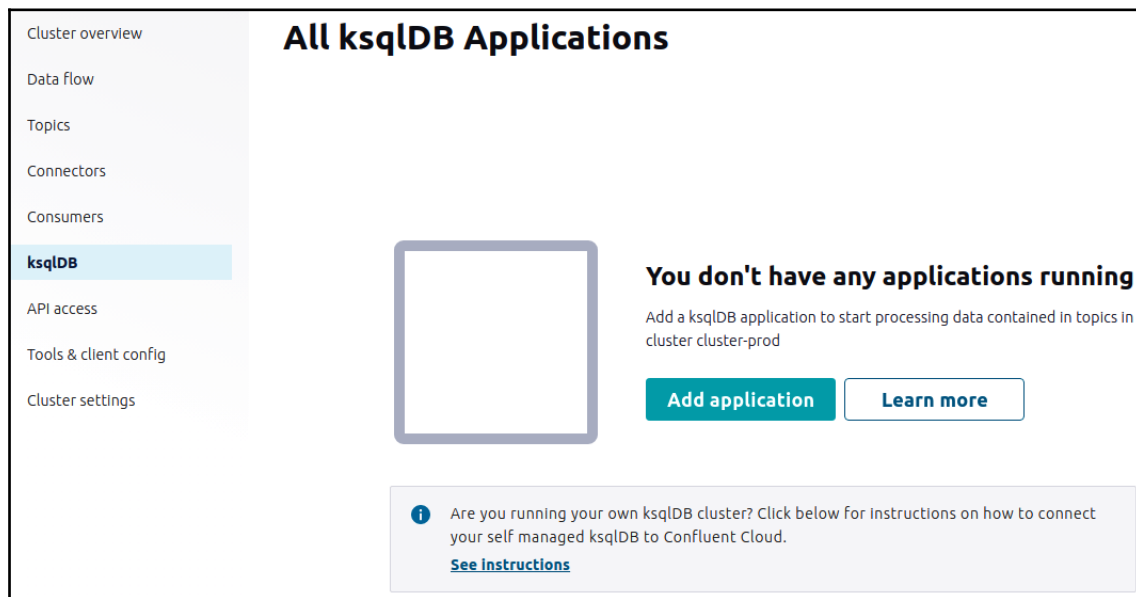 Cluster overview
Data flow
Topics
Connectors
Consumers
ksqlDB
API access
Tools & client config
Cluster settings
All ksqlDB Applications
You don't have any applications running
Add a ksqlDB application to start processing data contained in topics in
cluster cluster-prod
Add application
Learn more
Are you running your own ksqlDB cluster? Click below for instructions on how to connect
your self managed ksqlDB to Confluent Cloud.
See instructions